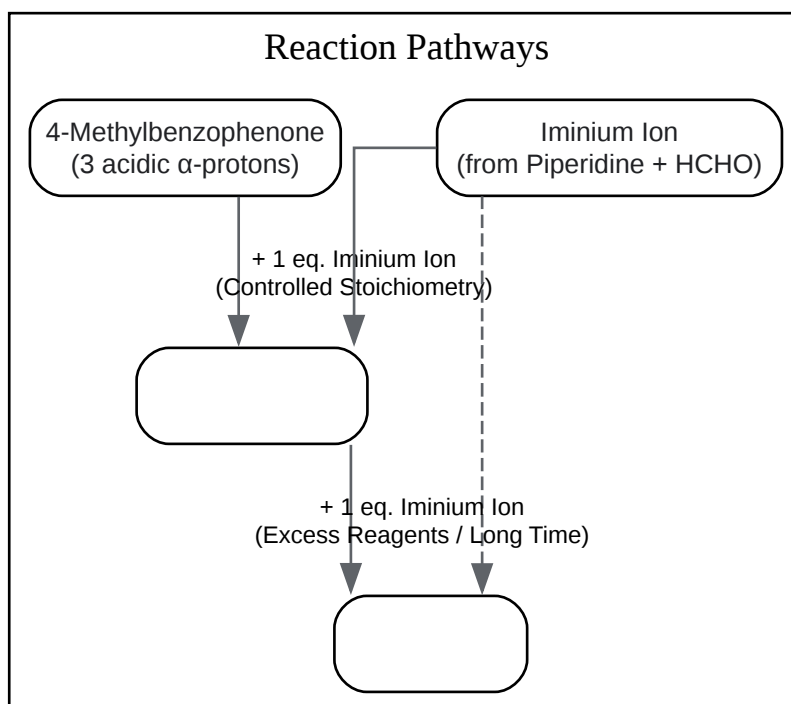 Reaction Pathways
4-Methylbenzophenone
(3 acidic α-protons)
Iminium Ion
(from Piperidine + HCHO)
+ 1 eq. Iminium Ion
(Controlled Stoichiometry)
+ 1 eq. Iminium Ion
(Excess Reagents / Long Time)